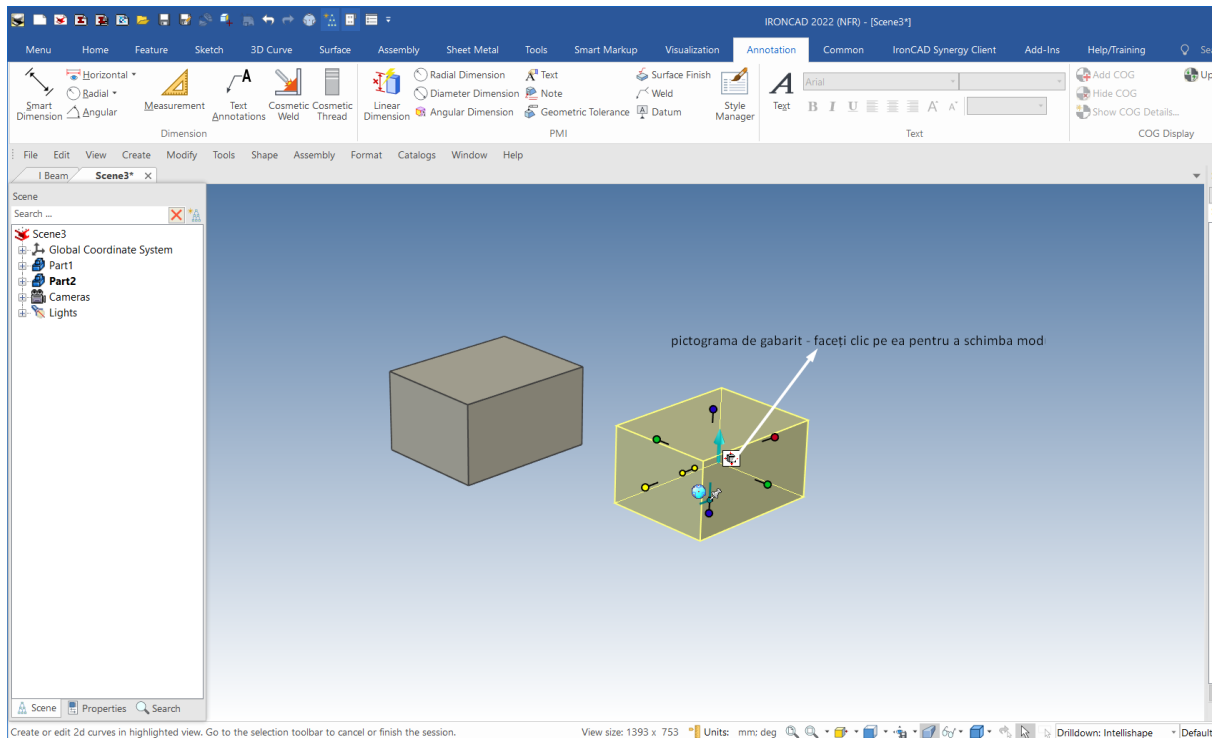 IRONCAD 2022 (NFR) - [Scene3*]
Menu Home Feature Sketch 3D Curve Surface Assembly Sheet Metal Tools Smart Markup Visualization Annotation Common IronCAD Synergy Client Add-Ins Help/Training
Smart Dimension
Horizontal
Radial
Angular
Measurement
Text Annotations
Cosmetic Weld
Cosmetic Thread
Dimension
Linear Dimension
Radial Dimension
Diameter Dimension
Angular Dimension
Text
Note
Geometric Tolerance
Surface Finish
Weld
Datum
Style Manager
PMI
A
Text
Arial
B I U
Text
Add COG
Hide COG
Show COG Details...
COG Display
File Edit View Create Modify Tools Shape Assembly Format Catalogs Window Help
I Beam Scene3*
Scene
Search ...
Scene3
Global Coordinate System
Part1
Part2
Cameras
Lights
pictograma de gabarit - faceți clic pe ea pentru a schimba mod
Scene Properties Search
Create or edit 2d curves in highlighted view. Go to the selection toolbar to cancel or finish the session.
View size: 1393 x 753 Units: mm: deg Drilldown: Intellishape Default